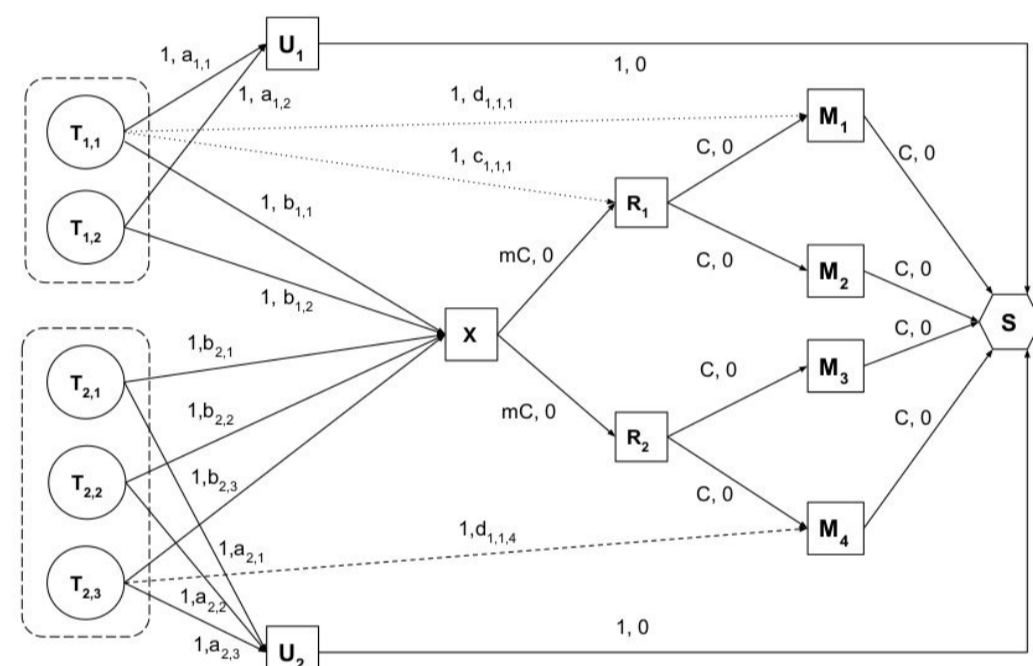 U₁
1, a₁,₁
1, 0
1, a₁,₂
1, d₁,₁,₁
M₁
T₁,₁
C, 0
C, 0
1, c₁,₁,₁
R₁
1, b₁,₁
T₁,₂
mC, 0
C, 0
M₂
C, 0
1, b₁,₂
X
S
C, 0
1,b₂,₁
C, 0
M₃
T₂,₁
1,b₂,₂
mC, 0
C, 0
R₂
T₂,₂
1,b₂,₃
C, 0
1,d₁,₁,₄
M₄
1,a₂,₁
T₂,₃
1,a₂,₂
1, 0
1,a₂,₃
U₂